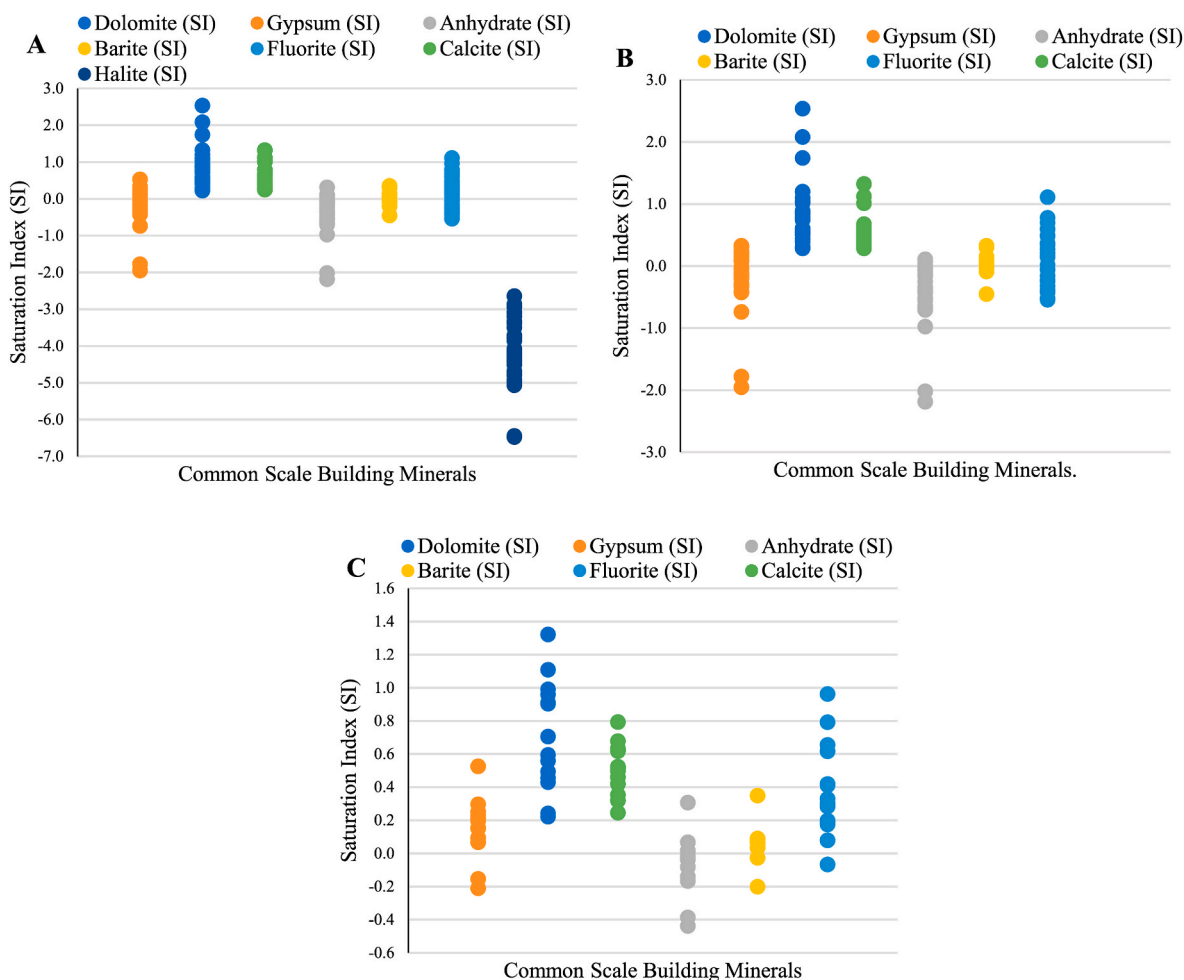 A
Dolomite (SI) Gypsum (SI) Anhydrate (SI)
Barite (SI) Fluorite (SI) Calcite (SI)
Halite (SI)
3.0
2.0
1.0
0.0
-1.0
-2.0
-3.0
-4.0
-5.0
-6.0
-7.0
Saturation Index (SI)
Common Scale Building Minerals
B
Dolomite (SI) Gypsum (SI) Anhydrate (SI)
Barite (SI) Fluorite (SI) Calcite (SI)
3.0
2.0
1.0
0.0
-1.0
-2.0
-3.0
Saturation Index (SI)
Common Scale Building Minerals.
C
Dolomite (SI) Gypsum (SI) Anhydrate (SI)
Barite (SI) Fluorite (SI) Calcite (SI)
1.6
1.4
1.2
1.0
0.8
0.6
0.4
0.2
0.0
-0.2
-0.4
-0.6
Saturation Index (SI)
Common Scale Building Minerals